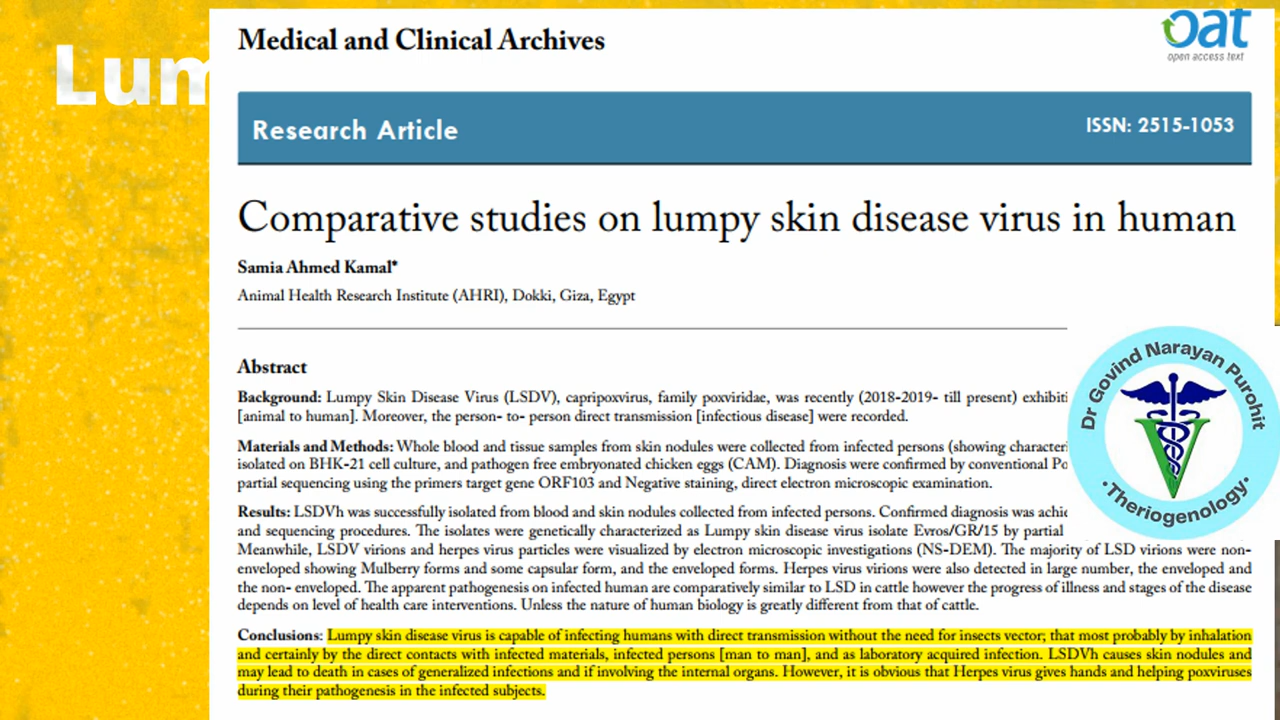 Lum
Medical and Clinical Archives
oat
open access text
Research Article
ISSN: 2515-1053
Comparative studies on lumpy skin disease virus in human
Samia Ahmed Kamal*
Animal Health Research Institute (AHRI), Dokki, Giza, Egypt
Abstract
Background: Lumpy Skin Disease Virus (LSDV), capripoxvirus, family poxviridae, was recently (2018-2019- till present) exhibiti
[animal to human]. Moreover, the person- to- person direct transmission [infectious disease] were recorded.
Materials and Methods: Whole blood and tissue samples from skin nodules were collected from infected persons (showing characteri
isolated on BHK-21 cell culture, and pathogen free embryonated chicken eggs (CAM). Diagnosis were confirmed by conventional Po
partial sequencing using the primers target gene ORF103 and Negative staining, direct electron microscopic examination.
Results: LSDVh was successfully isolated from blood and skin nodules collected from infected persons. Confirmed diagnosis was achie
and sequencing procedures. The isolates were genetically characterized as Lumpy skin disease virus isolate Evros/GR/15 by partial
Meanwhile, LSDV virions and herpes virus particles were visualized by electron microscopic investigations (NS-DEM). The majority of LSD virions were non-
enveloped showing Mulberry forms and some capsular form, and the enveloped forms. Herpes virus virions were also detected in large number, the enveloped and
the non- enveloped. The apparent pathogenesis on infected human are comparatively similar to LSD in cattle however the progress of illness and stages of the disease
depends on level of health care interventions. Unless the nature of human biology is greatly different from that of cattle.
Conclusions: Lumpy skin disease virus is capable of infecting humans with direct transmission without the need for insects vector; that most probably by inhalation
and certainly by the direct contacts with infected materials, infected persons [man to man], and as laboratory acquired infection. LSDVh causes skin nodules and
may lead to death in cases of generalized infections and if involving the internal organs. However, it is obvious that Herpes virus gives hands and helping poxviruses
during their pathogenesis in the infected subjects.
Dr Govind Narayan Purohit
•Theriogenology•